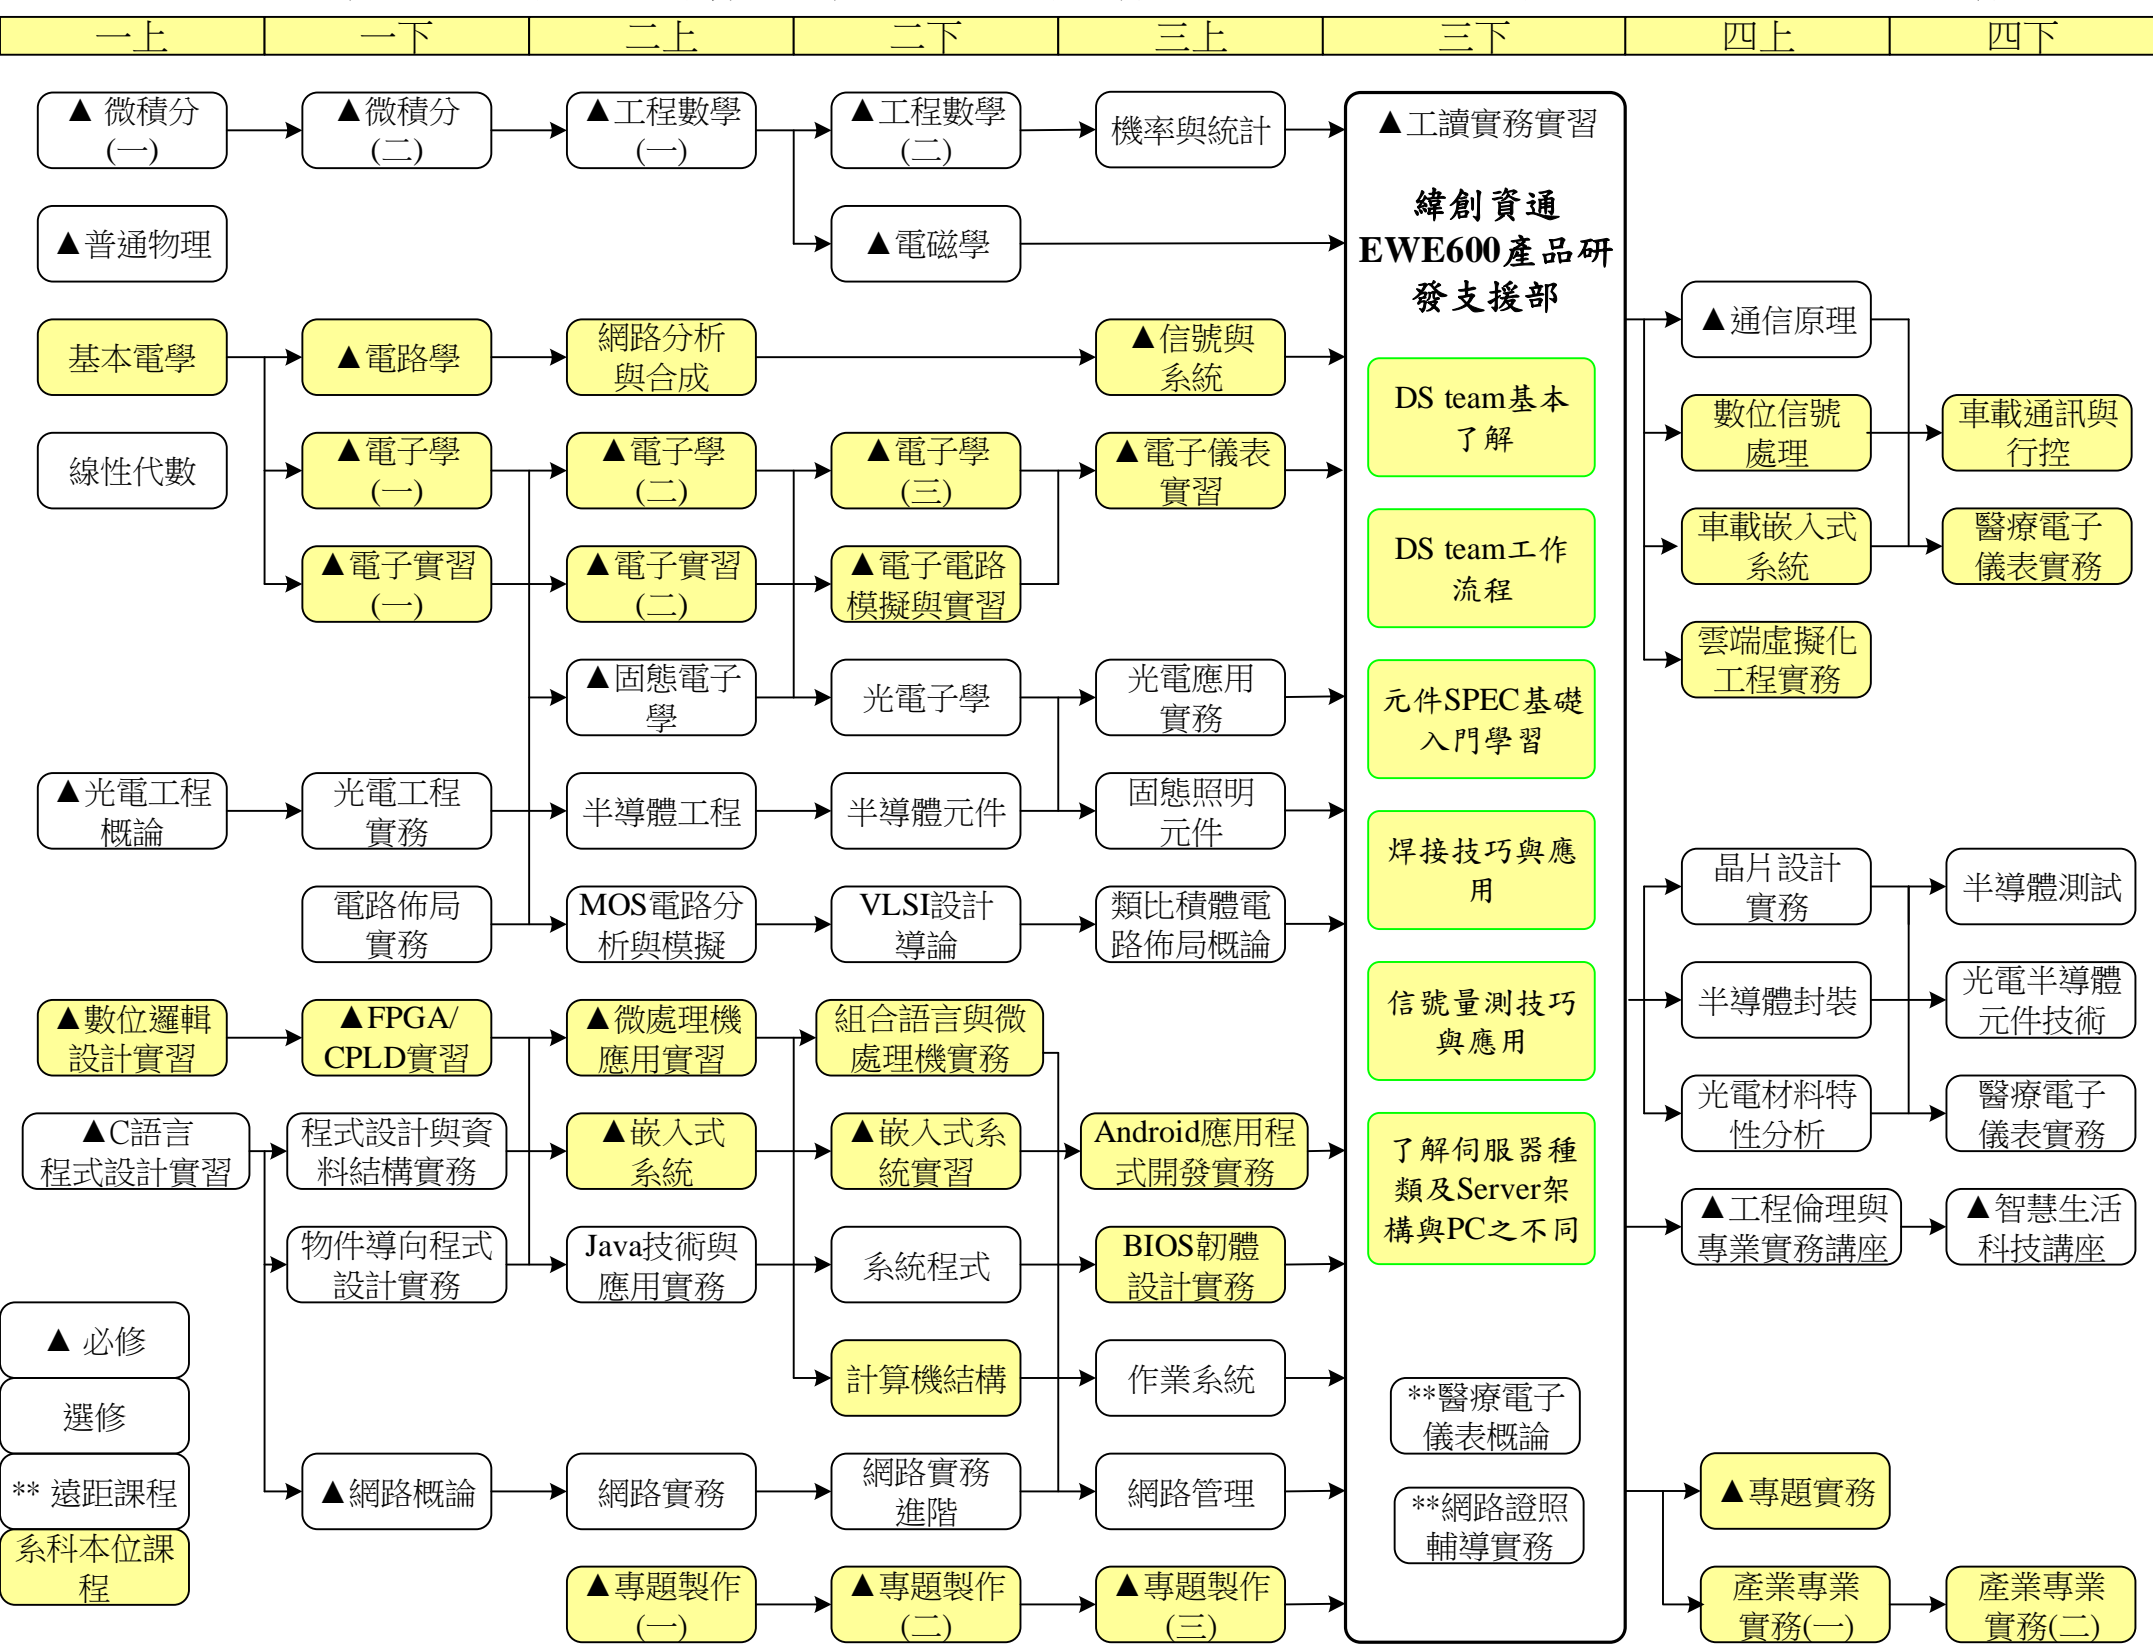 一上
一下
二上
二下
三上
三下
四上
四下
▲ 微積分
(一)
▲微積分
(二)
▲工程數學
(一)
▲工程數學
(二)
機率與統計
▲工讀實務實習
緯創資通
EWE600產品研
發支援部
▲普通物理
▲電磁學
▲通信原理
基本電學
▲電路學
網路分析
與合成
▲信號與
系統
DS team基本
了解
數位信號
處理
車載通訊與
行控
線性代數
▲電子學
(一)
▲電子學
(二)
▲電子學
(三)
▲電子儀表
實習
DS team工作
流程
車載嵌入式
系統
醫療電子
儀表實務
▲電子實習
(一)
▲電子實習
(二)
▲電子電路
模擬與實習
雲端虛擬化
工程實務
▲固態電子
學
光電子學
光電應用
實務
元件SPEC基礎
入門學習
▲光電工程
概論
光電工程
實務
半導體工程
半導體元件
固態照明
元件
焊接技巧與應
用
晶片設計
實務
半導體測試
電路佈局
實務
MOS電路分
析與模擬
VLSI設計
導論
類比積體電
路佈局概論
信號量測技巧
與應用
半導體封裝
光電半導體
元件技術
▲數位邏輯
設計實習
▲FPGA/
CPLD實習
▲微處理機
應用實習
組合語言與微
處理機實務
光電材料特
性分析
醫療電子
儀表實務
▲C語言
程式設計實習
程式設計與資
料結構實務
▲嵌入式
系統
▲嵌入式系
統實習
Android應用程
式開發實務
了解伺服器種
類及Server架
構與PC之不同
▲工程倫理與
專業實務講座
▲智慧生活
科技講座
物件導向程式
設計實務
Java技術與
應用實務
系統程式
BIOS韌體
設計實務
▲ 必修
選修
** 遠距課程
系科本位課
程
計算機結構
作業系統
**醫療電子
儀表概論
▲網路概論
網路實務
網路實務
進階
網路管理
**網路證照
輔導實務
▲專題實務
▲專題製作
(一)
▲專題製作
(二)
▲專題製作
(三)
產業專業
實務(一)
產業專業
實務(二)